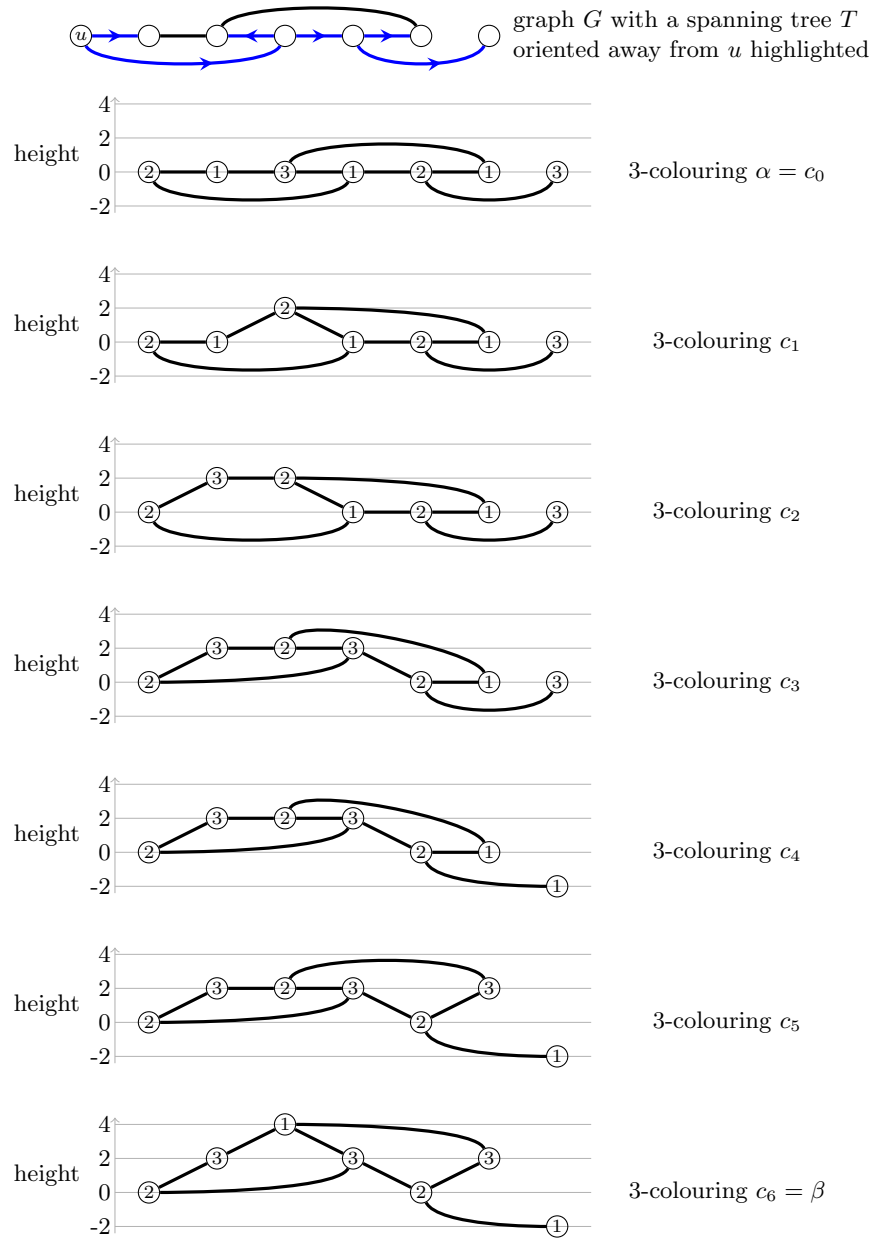 u
graph G with a spanning tree T
oriented away from u highlighted
4
2
height
0
-2
2 1 3 1 2 1 3
3-colouring α = c₀
4
2
height
0
-2
2 1 2 1 2 1 3
3-colouring c₁
4
2
height
0
-2
2 3 2 1 2 1 3
3-colouring c₂
4
2
height
0
-2
2 3 2 3 2 1 3
3-colouring c₃
4
2
height
0
-2
2 3 2 3 2 1 1
3-colouring c₄
4
2
height
0
-2
2 3 2 3 2 3 1
3-colouring c₅
4
2
height
0
-2
2 3 1 3 2 3 1
3-colouring c₆ = β